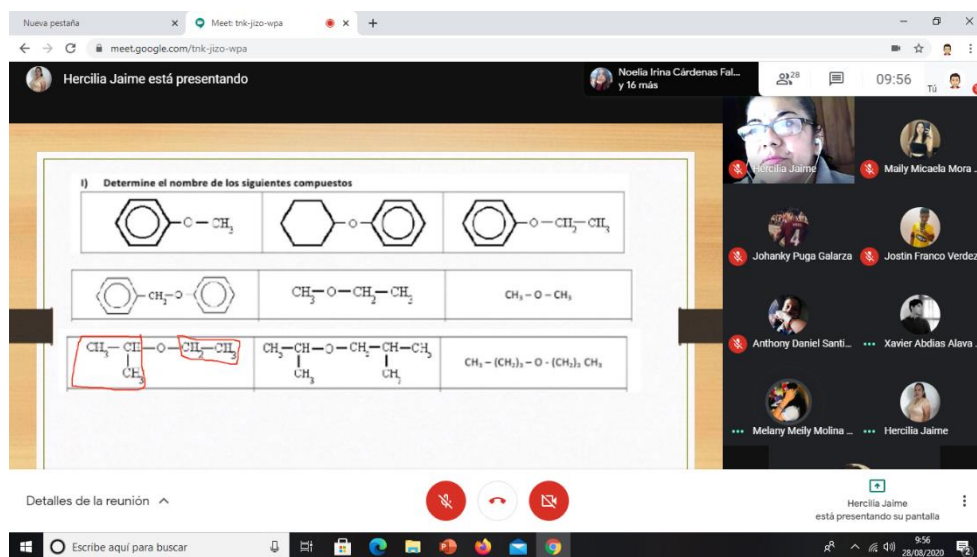 Nueva pestaña
Meet: tnk-jizo-wpa
meet.google.com/tnk-jizo-wpa
Hercilia Jaime está presentando
Noelia Irina Cárdenas Fal...
y 16 más
28
09:56
Tú
Hercilia Jaime
Maily Micaela Mora
Johanky Puga Galarza
Jostin Franco Verdez
Anthony Daniel Santi...
Xavier Abdias Alava
Melany Meily Molina ...
Hercilia Jaime
I) Determine el nombre de los siguientes compuestos
O—CH3
O
O—CH2—CH3
CH2—O
CH3—O—CH2—CH3
CH3 – O – CH3
CH3—CH—O—CH2—CH3
CH3
CH3—CH—O—CH2—CH—CH3
CH3 CH3
CH3 – (CH2)3 – O - (CH2)3 CH3
Detalles de la reunión
Hercilia Jaime
está presentando su pantalla
Escribe aquí para buscar
9:56
28/08/2020